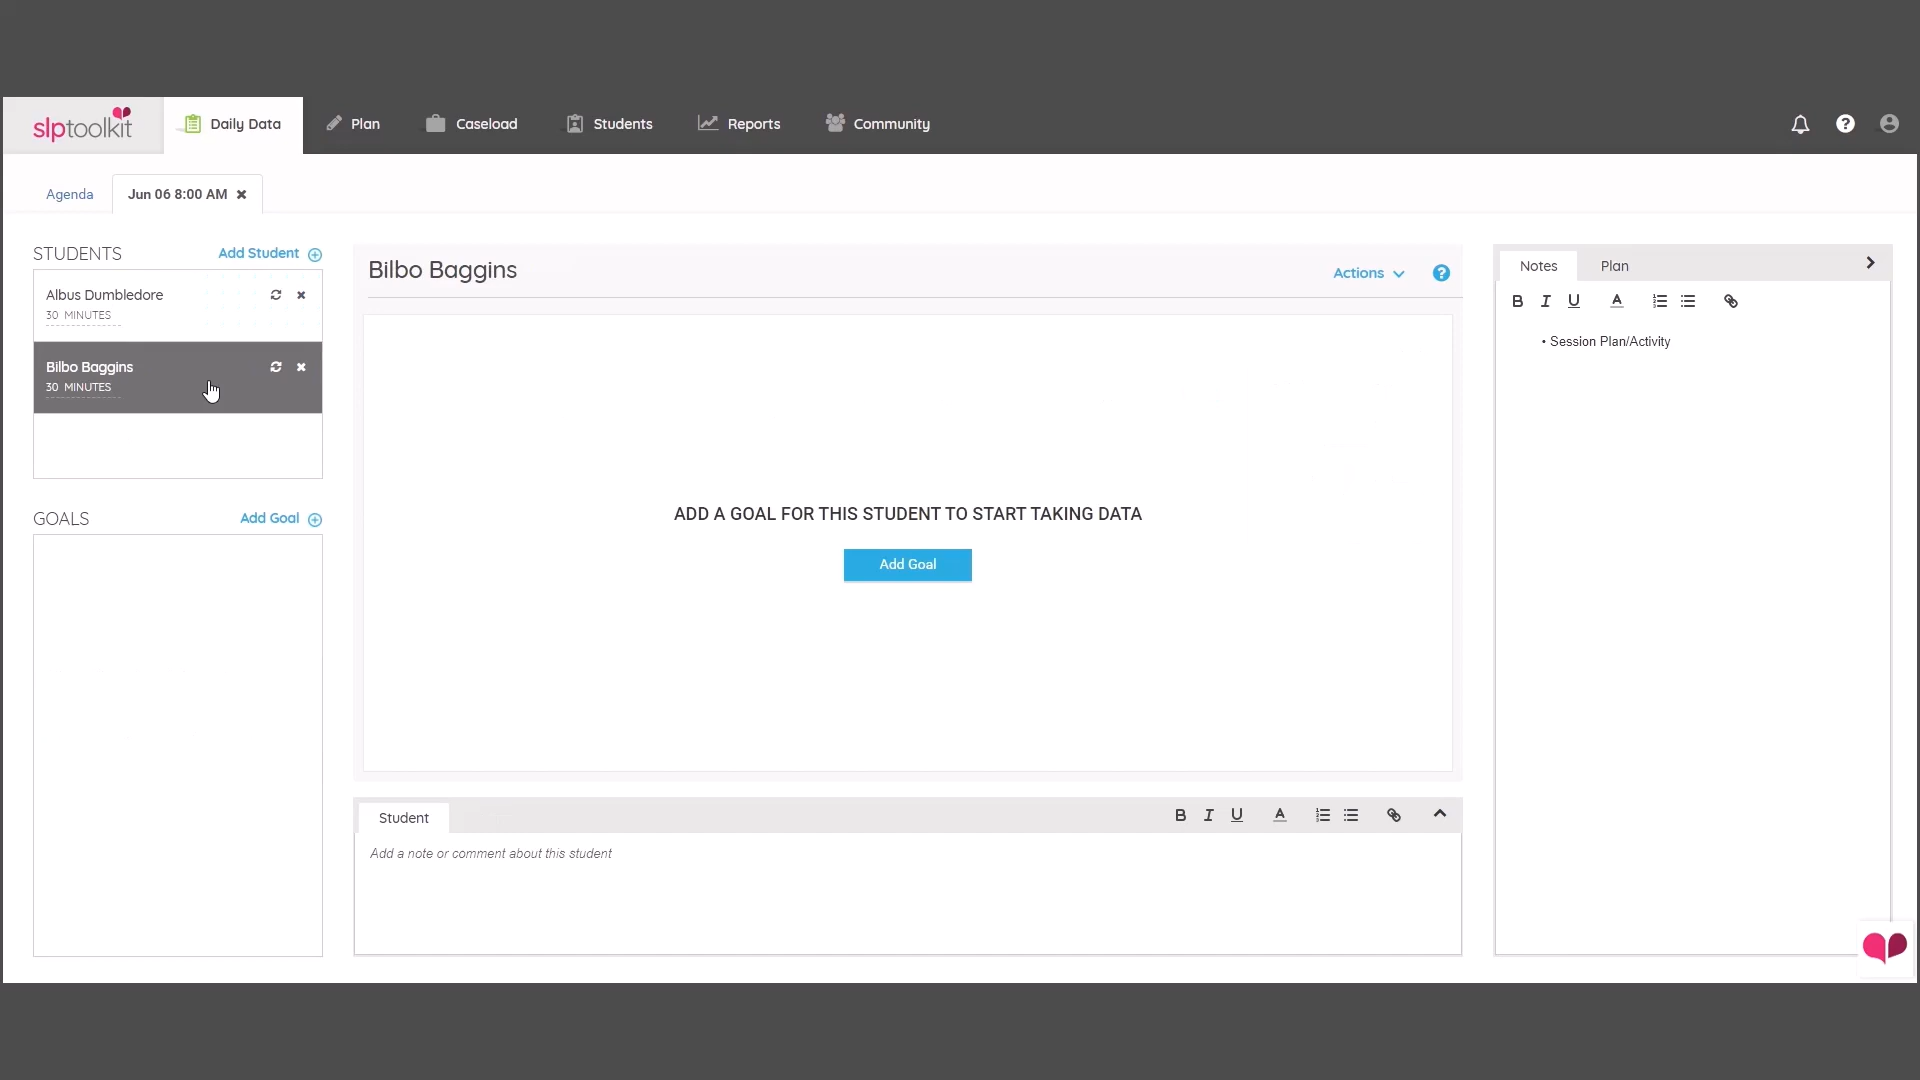 slptoolkit
Daily Data
Plan
Caseload
Students
Reports
Community
Agenda
Jun 06 8:00 AM
STUDENTS
Add Student
Albus Dumbledore
30 MINUTES
Bilbo Baggins
30 MINUTES
GOALS
Add Goal
Bilbo Baggins
Actions
ADD A GOAL FOR THIS STUDENT TO START TAKING DATA
Add Goal
Student
B I U A
Add a note or comment about this student
Notes
Plan
B I U A
• Session Plan/Activity